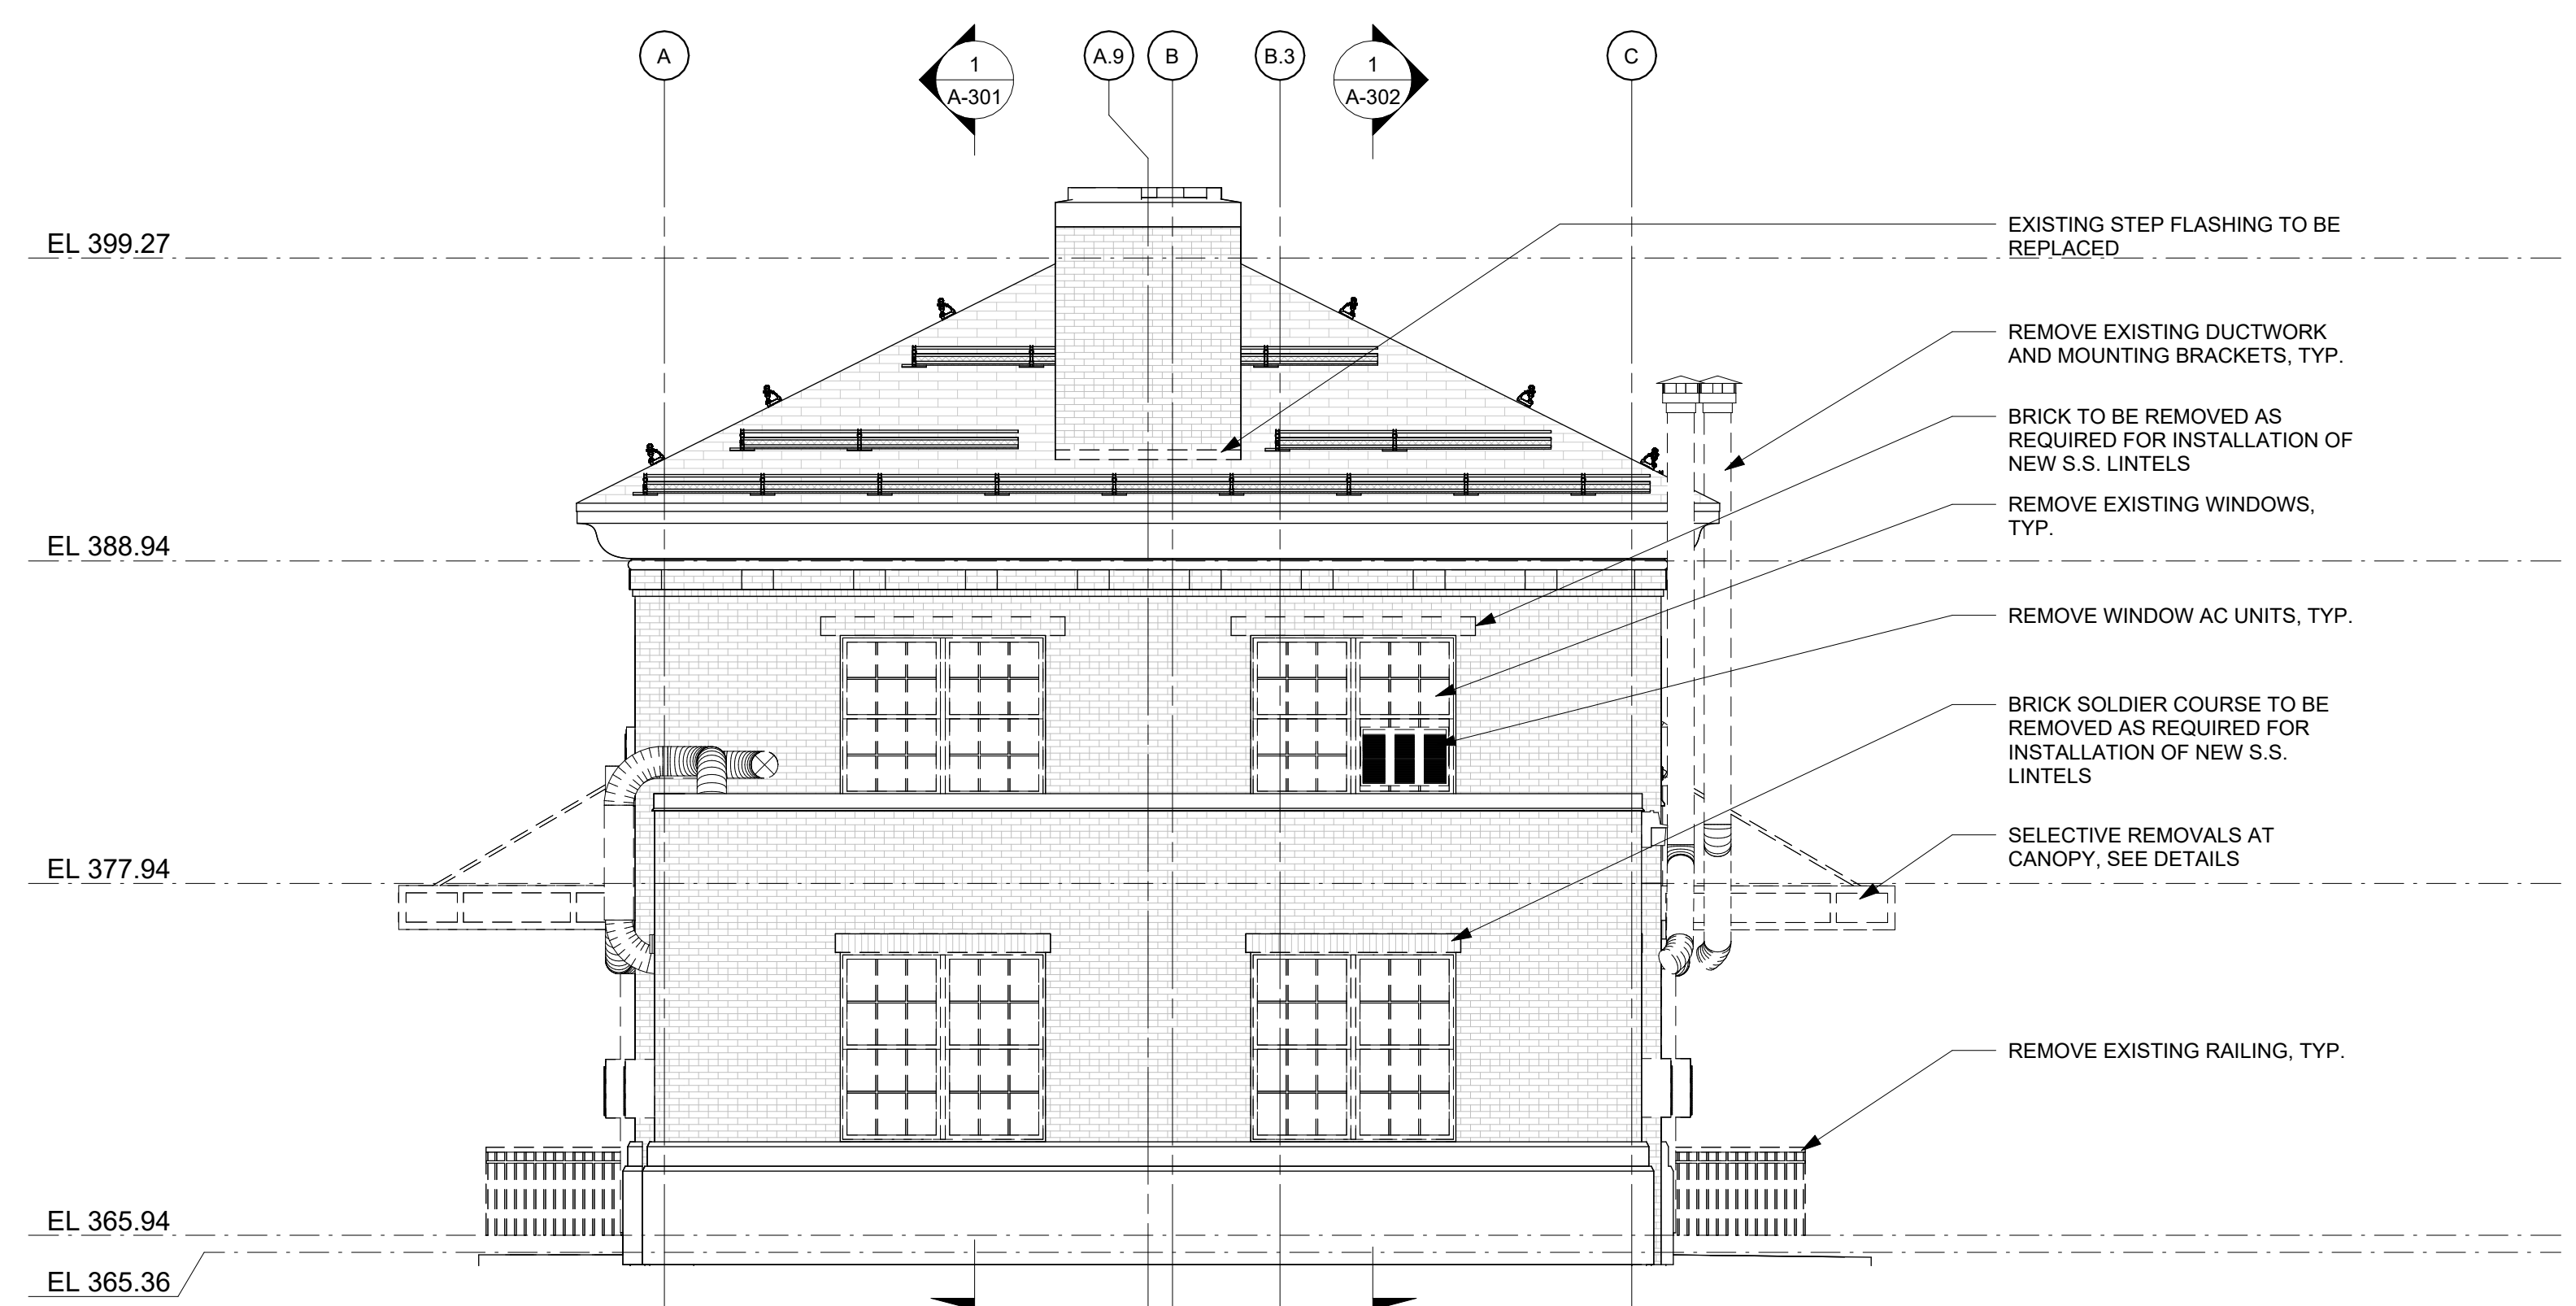 A
1
A-301
A.9
B
B.3
1
A-302
C
EL 399.27
EL 388.94
EL 377.94
EL 365.94
EL 365.36
EXISTING STEP FLASHING TO BE
REPLACED
REMOVE EXISTING DUCTWORK
AND MOUNTING BRACKETS, TYP.
BRICK TO BE REMOVED AS
REQUIRED FOR INSTALLATION OF
NEW S.S. LINTELS
REMOVE EXISTING WINDOWS,
TYP.
REMOVE WINDOW AC UNITS, TYP.
BRICK SOLDIER COURSE TO BE
REMOVED AS REQUIRED FOR
INSTALLATION OF NEW S.S.
LINTELS
SELECTIVE REMOVALS AT
CANOPY, SEE DETAILS
REMOVE EXISTING RAILING, TYP.